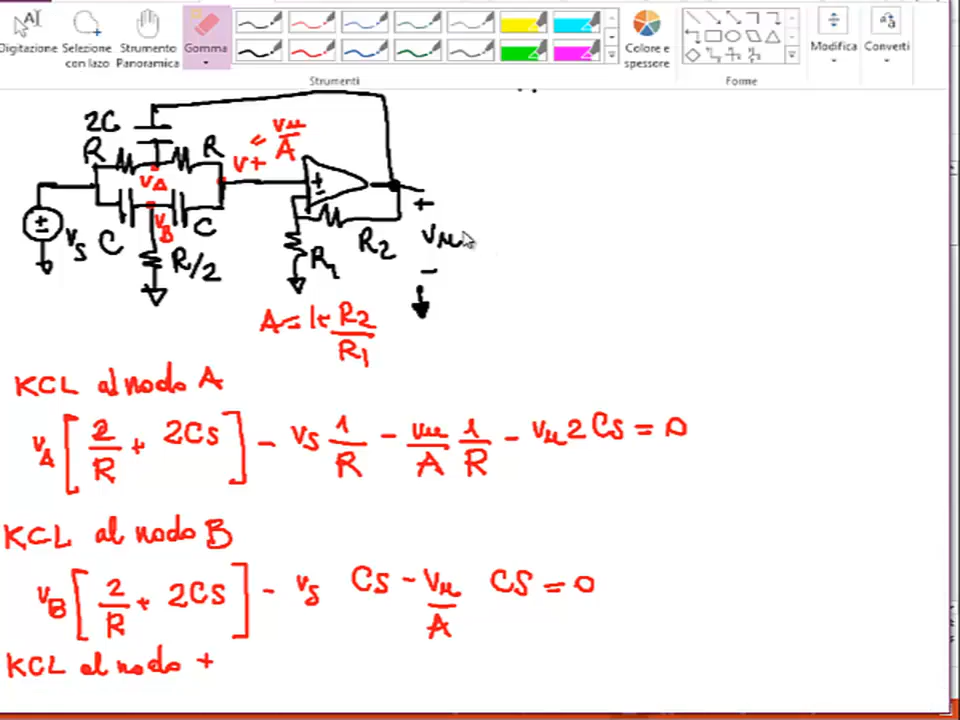 Digitazione Selezione con lazo Strumento Panoramica Gomma Colore e spessore Modifica Converti
Strumenti Forme
2C
R R V+ = Vu/A
VA
± Vs C VB C ± +
R/2 R1 R2 Vu
-
A = 1 + R2/R1
KCL al nodo A
VA [2/R + 2CS] - Vs 1/R - Vu/A 1/R - Vu 2CS = 0
KCL al nodo B
VB [2/R + 2CS] - Vs CS - Vu/A CS = 0
KCL al nodo +